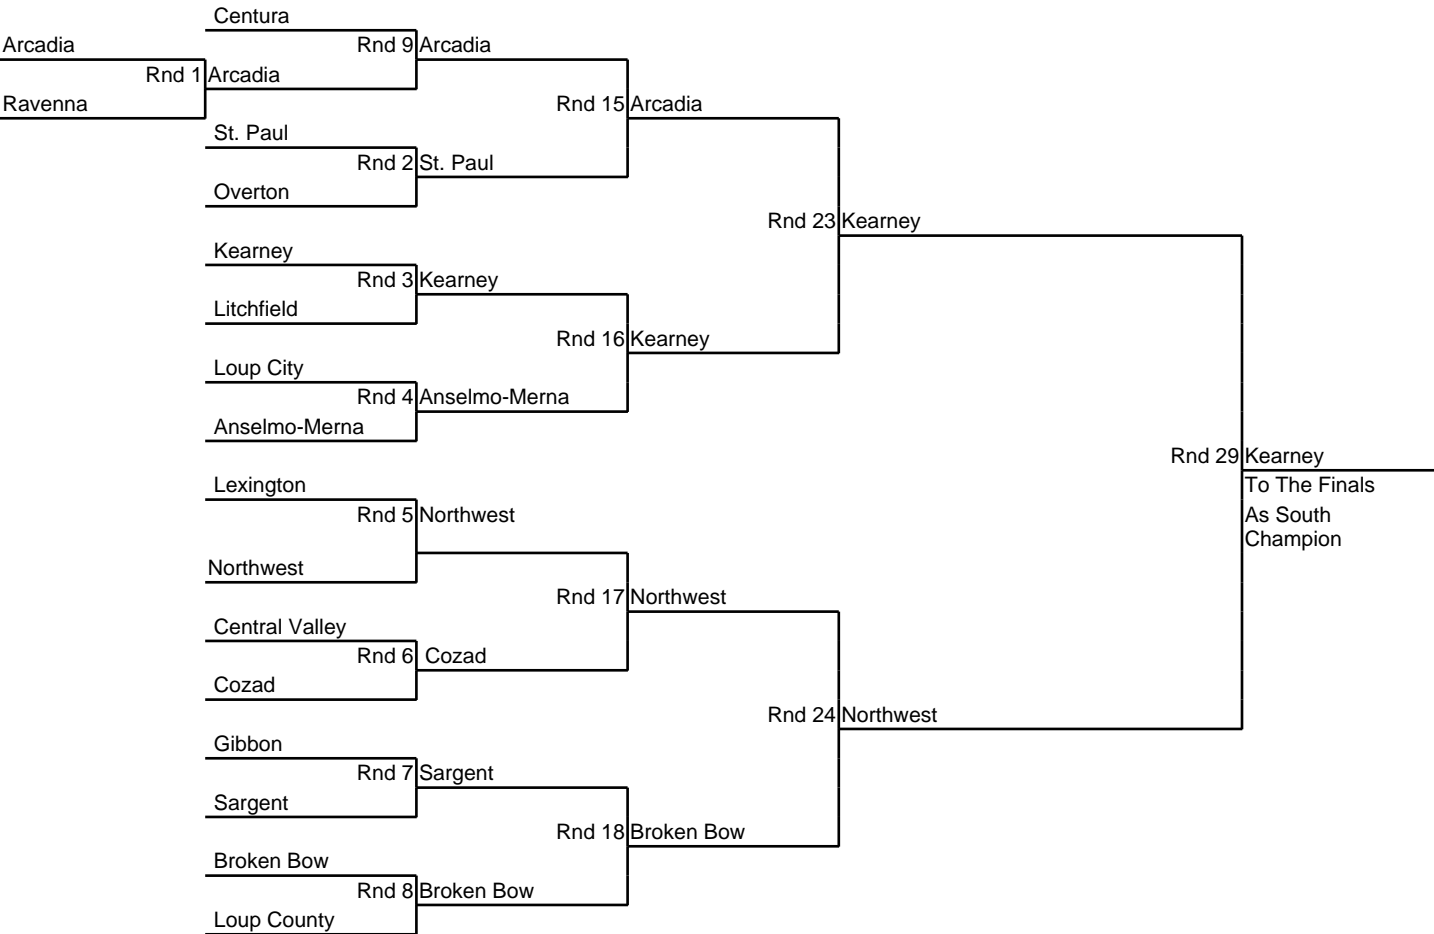 Centura
Arcadia
Rnd 9 Arcadia
Rnd 1 Arcadia
Ravenna
Rnd 15 Arcadia
St. Paul
Rnd 2 St. Paul
Overton
Rnd 23 Kearney
Kearney
Rnd 3 Kearney
Litchfield
Rnd 16 Kearney
Loup City
Rnd 4 Anselmo-Merna
Anselmo-Merna
Rnd 29 Kearney
To The Finals
As South
Champion
Lexington
Rnd 5 Northwest
Northwest
Rnd 17 Northwest
Central Valley
Rnd 6 Cozad
Cozad
Rnd 24 Northwest
Gibbon
Rnd 7 Sargent
Sargent
Rnd 18 Broken Bow
Broken Bow
Rnd 8 Broken Bow
Loup County